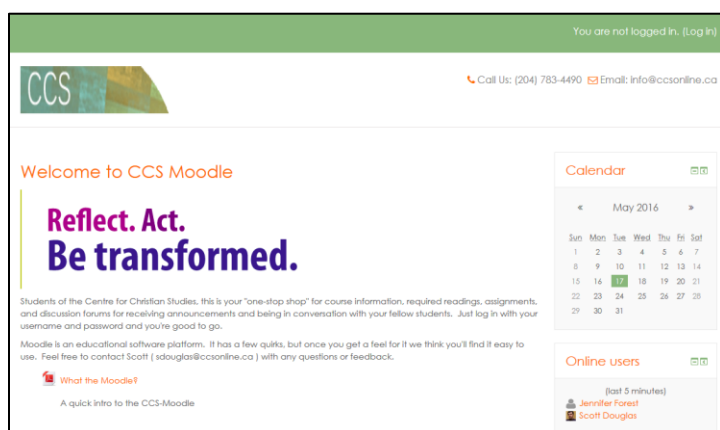 You are not logged in. (Log in)
CCS
Call Us: (204) 783-4490 Email: info@ccsonline.ca
Welcome to CCS Moodle
Reflect. Act.
Be transformed.
Students of the Centre for Christian Studies, this is your "one-stop shop" for course information, required readings, assignments,
and discussion forums for receiving announcements and being in conversation with your fellow students. Just log in with your
username and password and you're good to go.
Moodle is an educational software platform. It has a few quirks, but once you get a feel for it we think you'll find it easy to
use. Feel free to contact Scott ( sdouglas@ccsonline.ca ) with any questions or feedback.
What the Moodle?
A quick intro to the CCS-Moodle
Calendar
« May 2016 »
Sun Mon Tue Wed Thu Fri Sat
1 2 3 4 5 6 7
8 9 10 11 12 13 14
15 16 17 18 19 20 21
22 23 24 25 26 27 28
29 30 31
Online users
(last 5 minutes)
Jennifer Forest
Scott Douglas